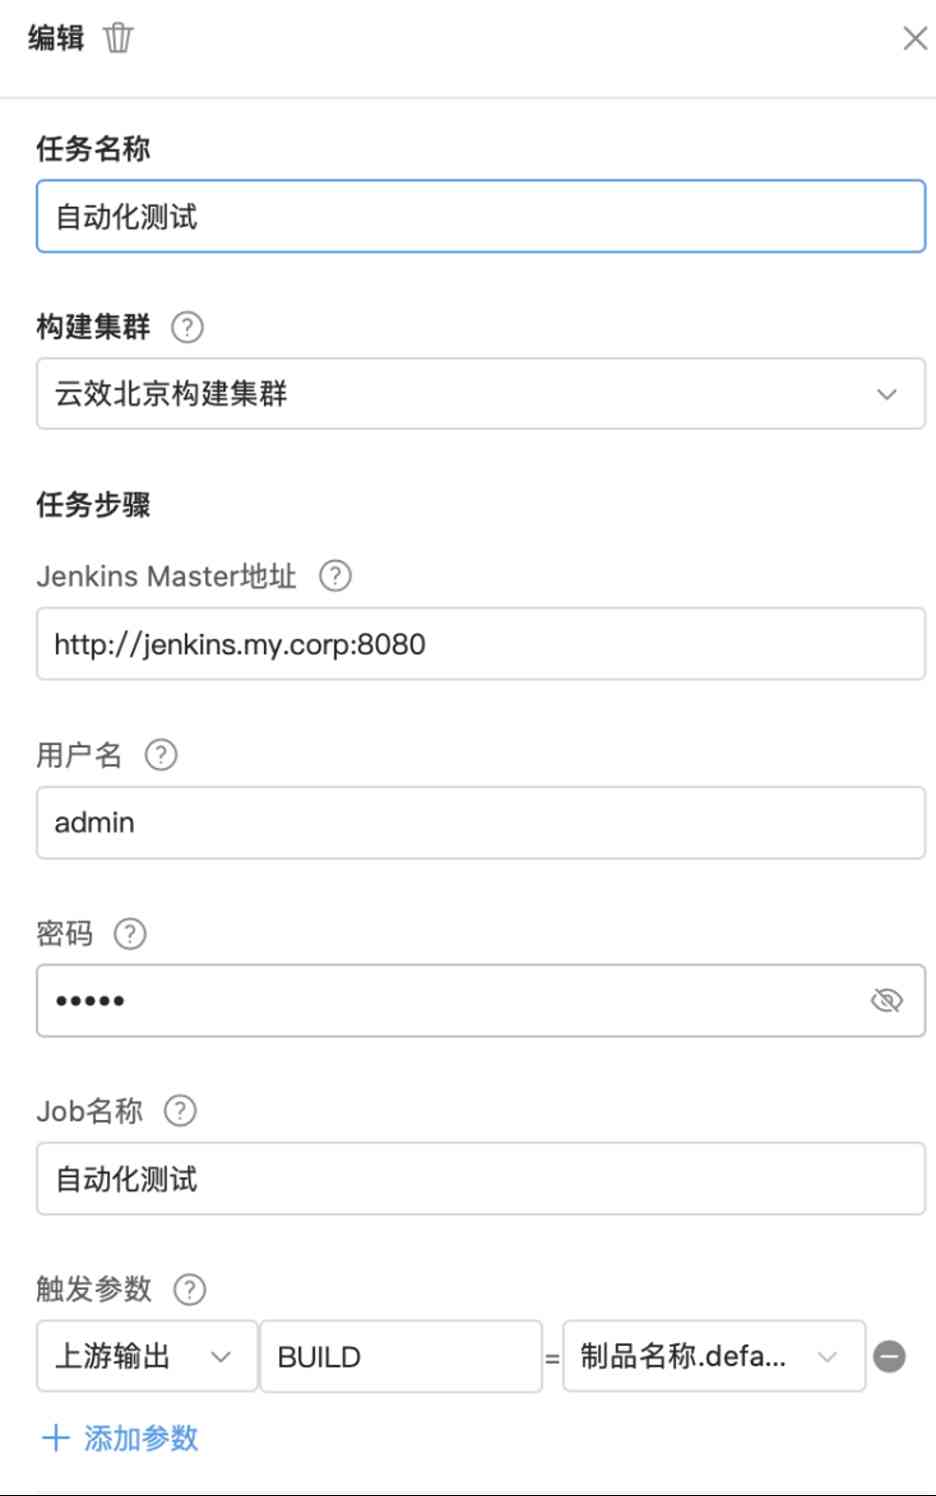 编辑
任务名称
自动化测试
构建集群 ?
云效北京构建集群
任务步骤
Jenkins Master地址 ?
http://jenkins.my.corp:8080
用户名 ?
admin
密码 ?
•••••
Job名称 ?
自动化测试
触发参数 ?
上游输出 BUILD = 制品名称.defa...
+ 添加参数